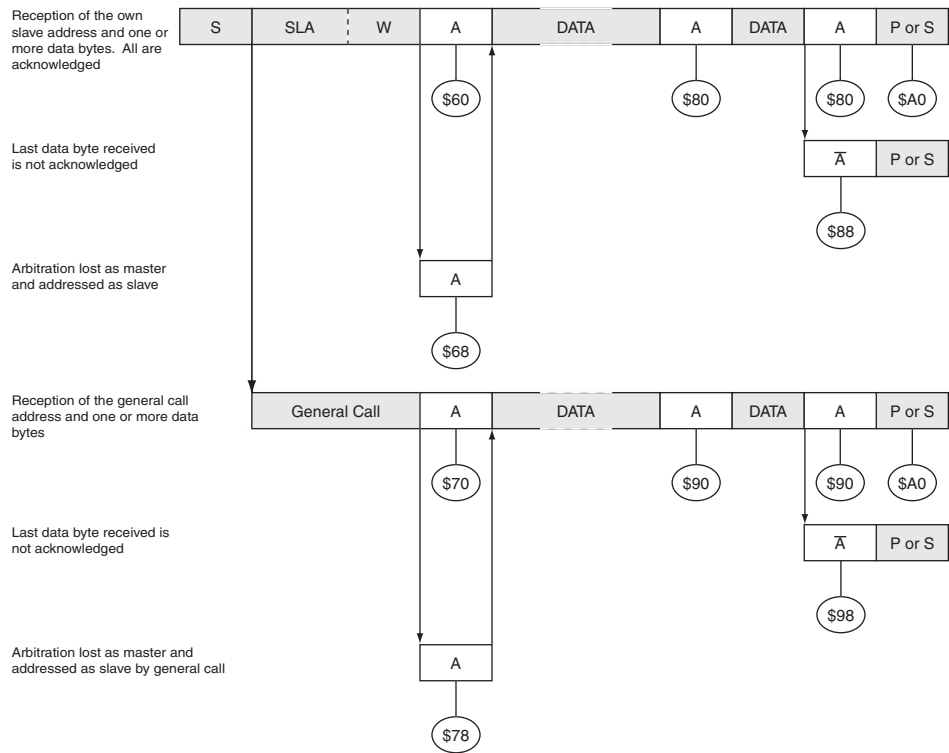 Reception of the own
slave address and one or
more data bytes. All are
acknowledged
S SLA W A DATA A DATA A P or S
$60 $80 $80 $A0
Last data byte received
is not acknowledged
A̅ P or S
$88
Arbitration lost as master
and addressed as slave
A
$68
Reception of the general call
address and one or more data
bytes
General Call A DATA A DATA A P or S
$70 $90 $90 $A0
Last data byte received is
not acknowledged
A̅ P or S
$98
Arbitration lost as master and
addressed as slave by general call
A
$78